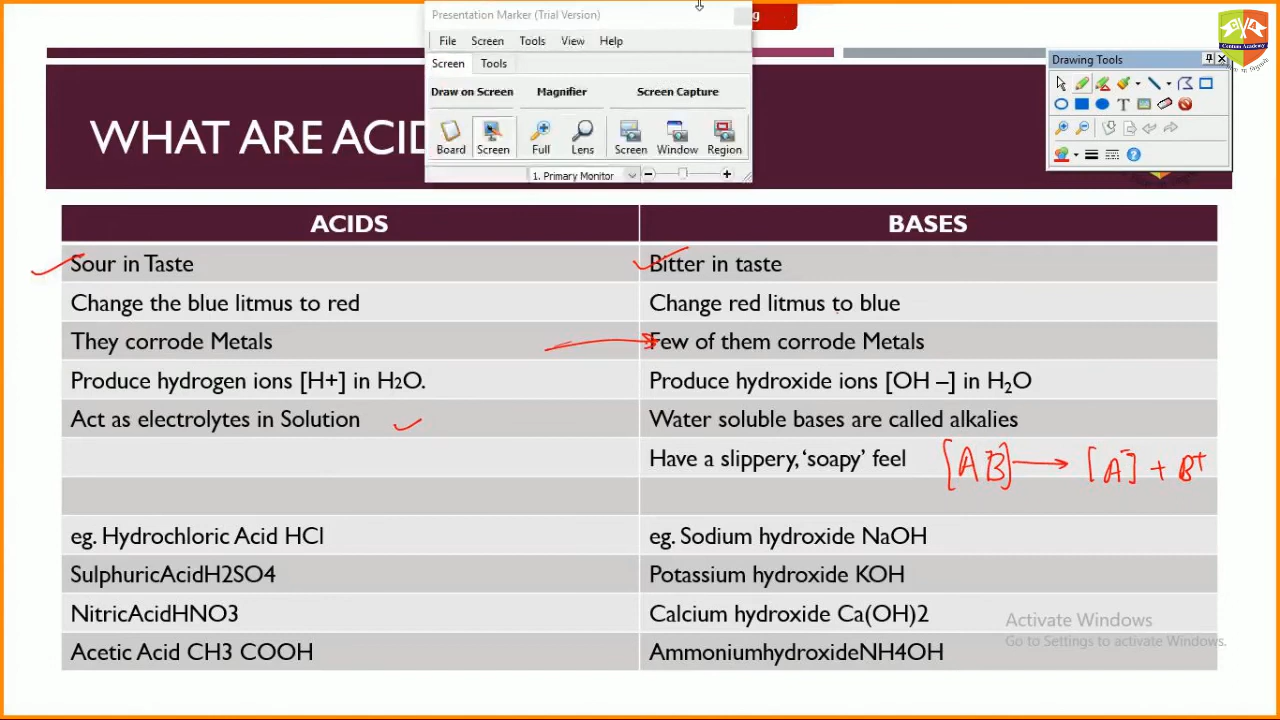 Presentation Marker (Trial Version)
File Screen Tools View Help
Screen Tools
Draw on Screen Magnifier Screen Capture
Board Screen Full Lens Screen Window Region
1. Primary Monitor
Drawing Tools
WHAT ARE ACID
ACIDS BASES
Sour in Taste Bitter in taste
Change the blue litmus to red Change red litmus to blue
They corrode Metals Few of them corrode Metals
Produce hydrogen ions [H+] in H2O. Produce hydroxide ions [OH –] in H₂O
Act as electrolytes in Solution Water soluble bases are called alkalies
Have a slippery, ‘soapy’ feel [AB] → [A⁻] + B⁺
eg. Hydrochloric Acid HCl eg. Sodium hydroxide NaOH
SulphuricAcidH2SO4 Potassium hydroxide KOH
NitricAcidHNO3 Calcium hydroxide Ca(OH)2
Acetic Acid CH3 COOH AmmoniumhydroxideNH4OH
Activate Windows
Go to Settings to activate Windows.